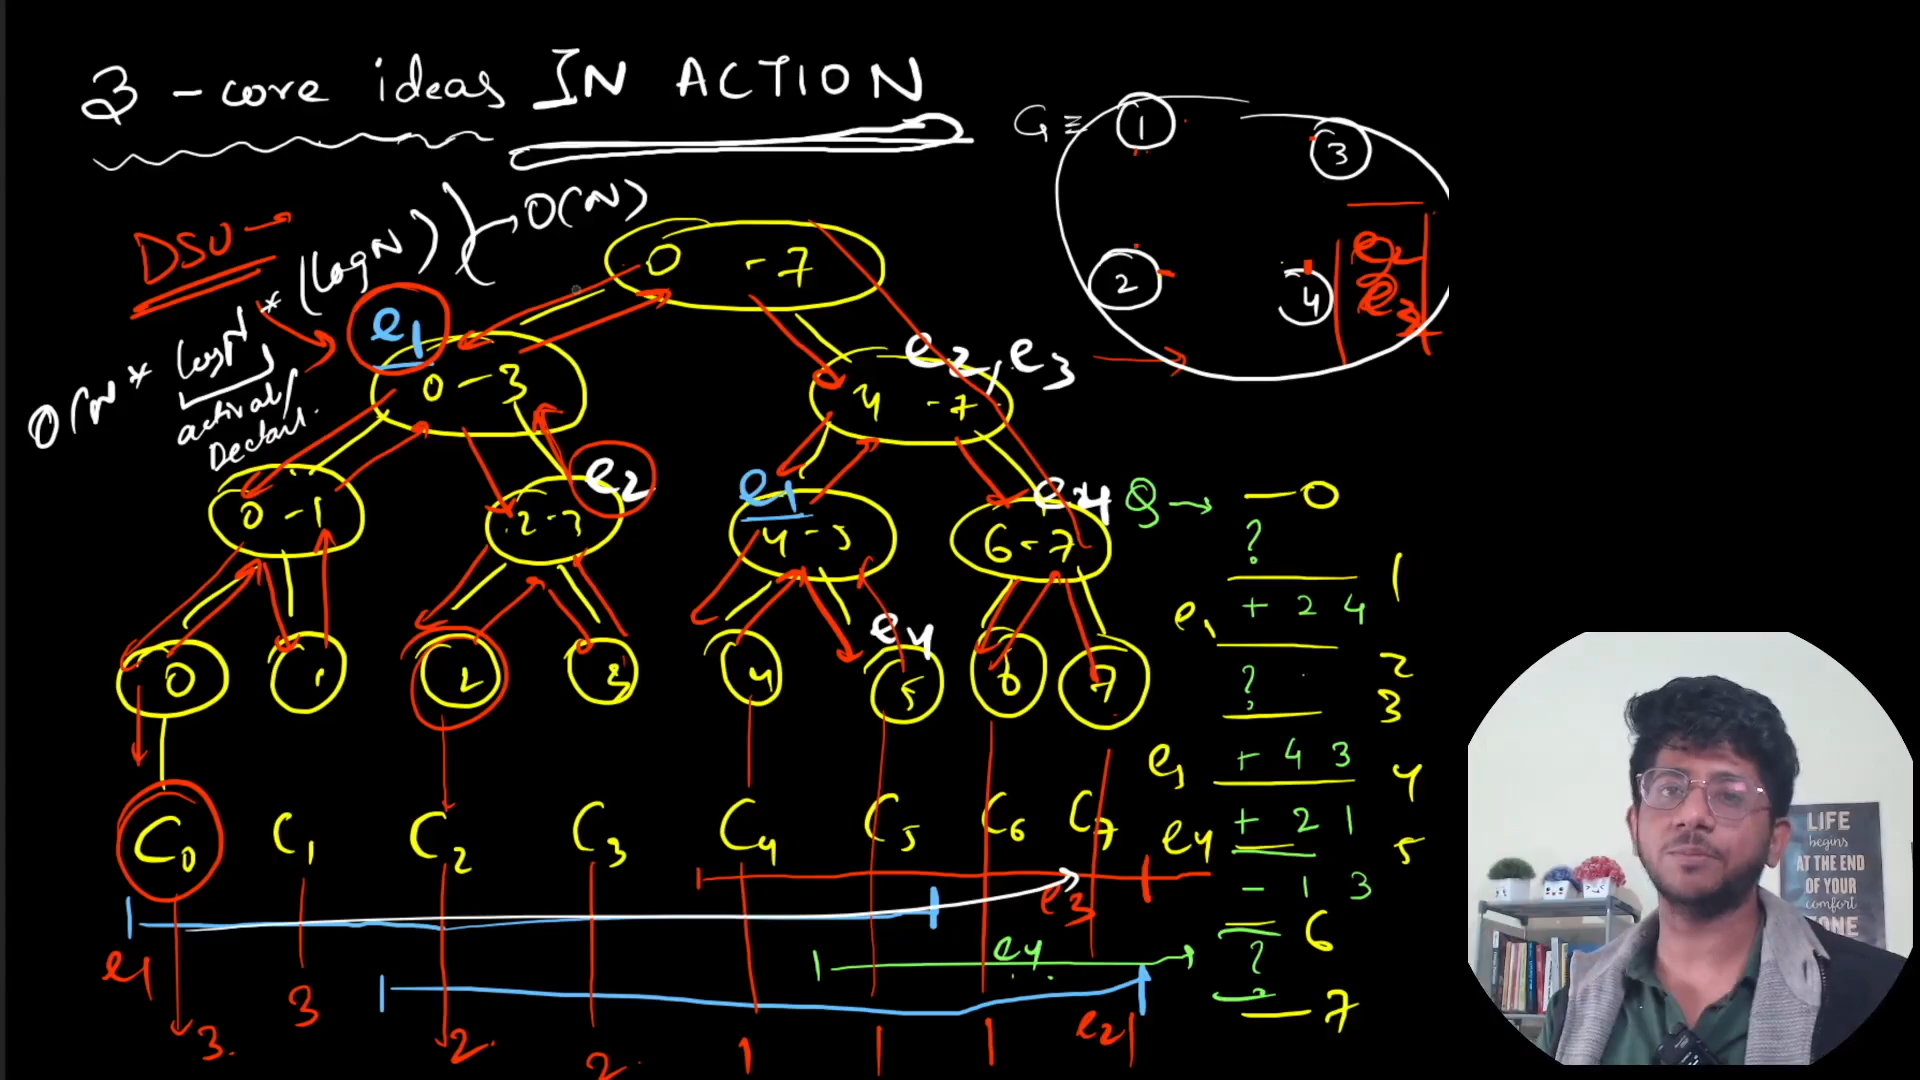 3 - core ideas IN ACTION
G ≡ 1
3
2
4
e2
e3
DSU →
O(N * logN * (logN)
→ O(N)
0 - 7
e1
0 - 3
e2, e3
4 - 7
0 - 1
e2
2-3
e1
4-5
e4
6-7
0
1
2
3
4
e4
5
6
7
C0
C1
C2
C3
C4
C5
C6
C7
e1
e3
e4
e2
3.
3
2.
2.
1
1
1
Q → 0
?
1
e1 + 2 4
2
?
3
+ 4 3
4
e4 + 2 1
5
- 1 3
6
?
7
LIFE
begins
AT THE END
OF YOUR
comfort
ZONE